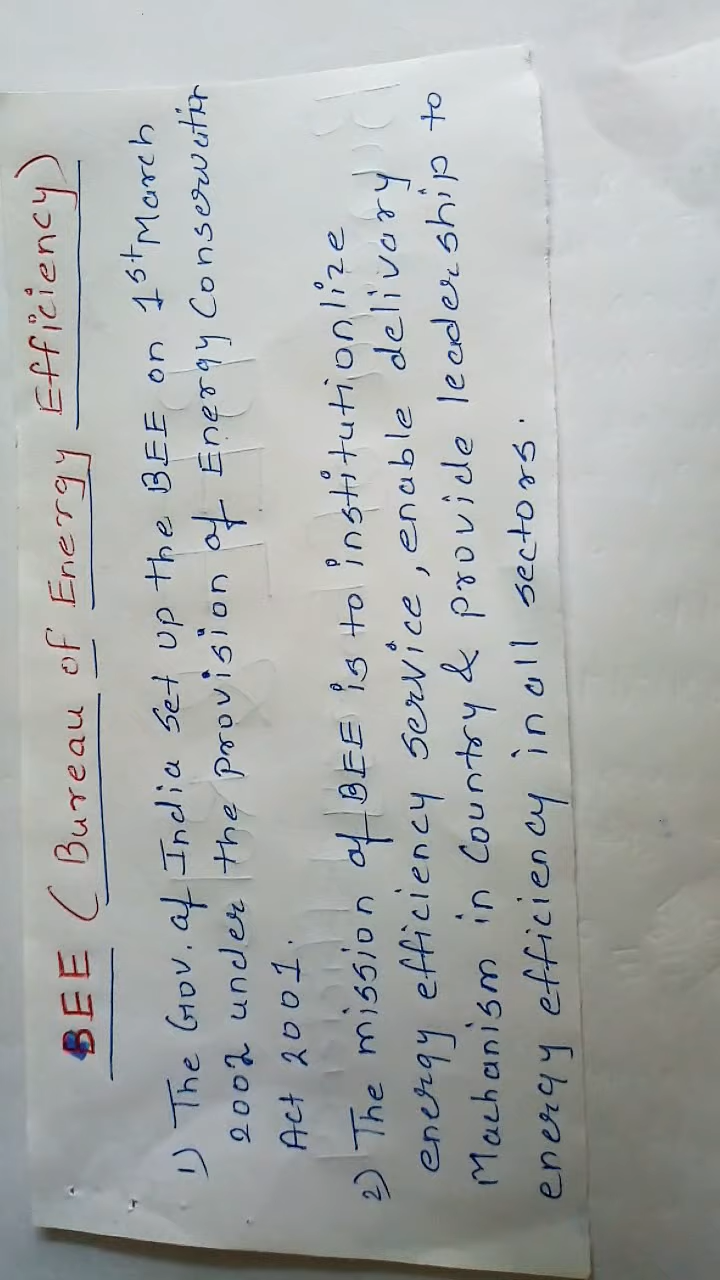 BEE (Bureau of Energy Efficiency)
1) The Gov. of India set up the BEE on 1st March
2002 under the provision of Energy Conservation
Act 2001.
2) The mission of BEE is to institutionlize
energy efficiency service, enable delivary
Machanism in country & provide leadership to
energy efficiency in all sectors.